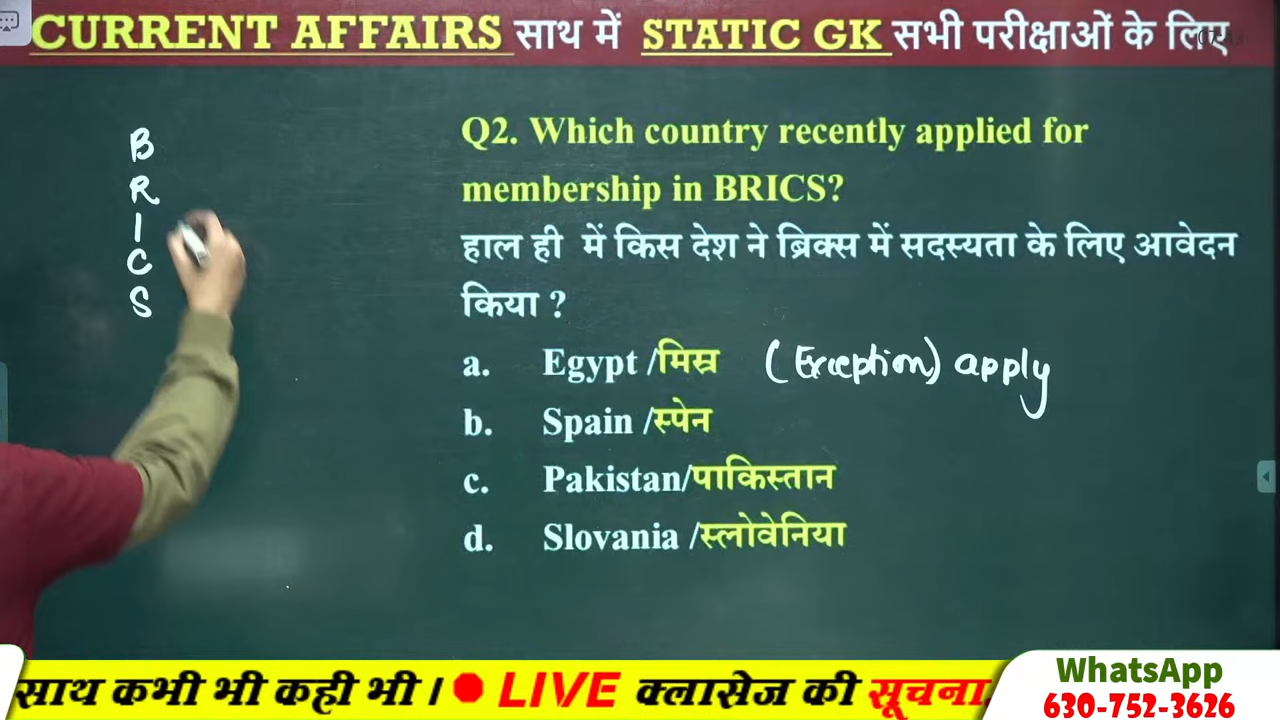 CURRENT AFFAIRS साथ में STATIC GK सभी परीक्षाओं के लिए
B
R
I
C
S
Q2. Which country recently applied for
membership in BRICS?
हाल ही में किस देश ने ब्रिक्स में सदस्यता के लिए आवेदन
किया ?
a. Egypt /मिस्र (Exception) apply
b. Spain /स्पेन
c. Pakistan/पाकिस्तान
d. Slovania /स्लोवेनिया
साथ कभी भी कही भी । LIVE क्लासेज की सूचना
WhatsApp
630-752-3626